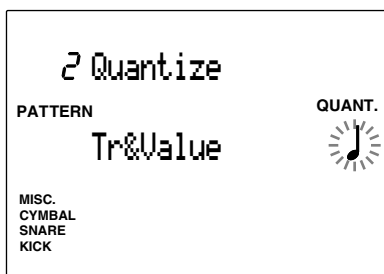 2 Quantize
PATTERN
QUANT.
Tr&Value
MISC.
CYMBAL
SNARE
KICK